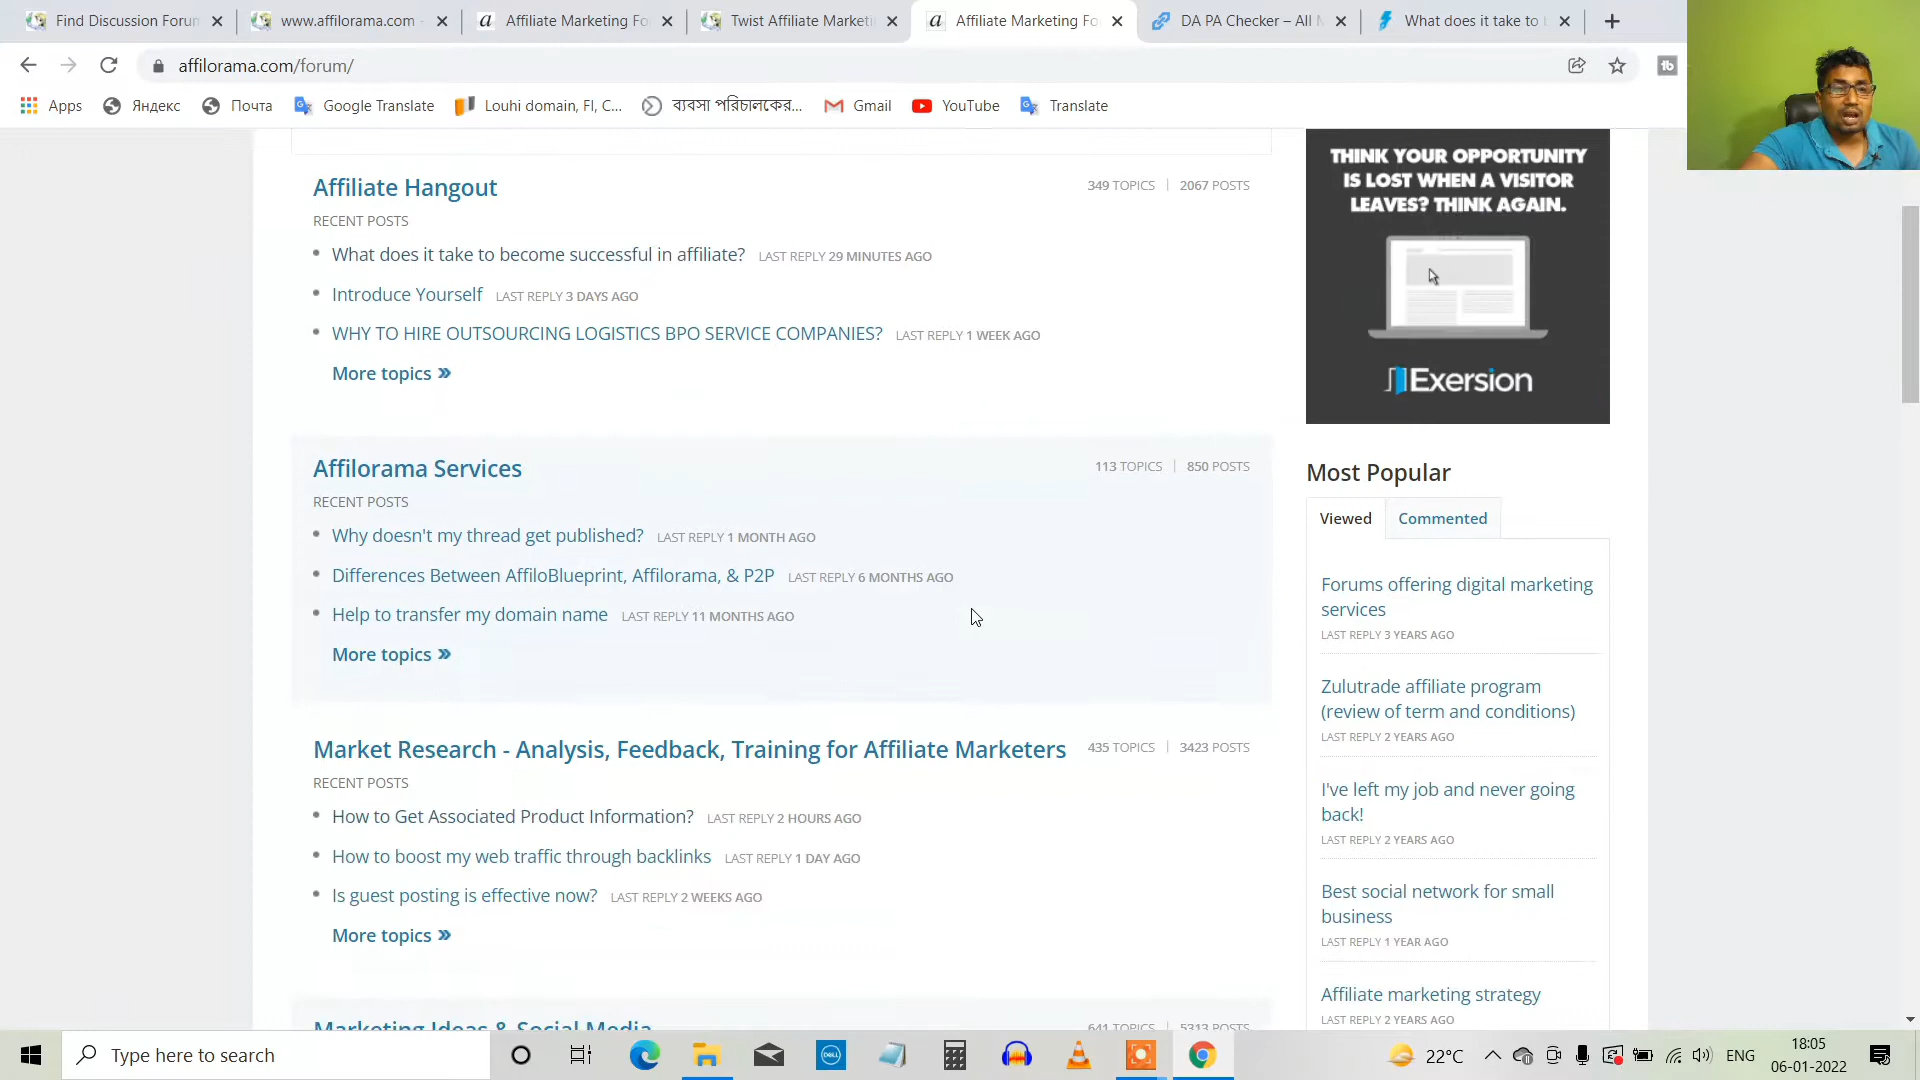 Find Discussion Forun
www.affilorama.com -
Affiliate Marketing Fo
Twist Affiliate Marketi
Affiliate Marketing Fo
DA PA Checker – All M
What does it take to b
affilorama.com/forum/
Apps
Яндекс
Почта
Google Translate
Louhi domain, FI, C...
ব্যবসা পরিচালকের...
Gmail
YouTube
Translate
Affiliate Hangout
349 TOPICS | 2067 POSTS
RECENT POSTS
What does it take to become successful in affiliate? LAST REPLY 29 MINUTES AGO
Introduce Yourself LAST REPLY 3 DAYS AGO
WHY TO HIRE OUTSOURCING LOGISTICS BPO SERVICE COMPANIES? LAST REPLY 1 WEEK AGO
More topics »
Affilorama Services
113 TOPICS | 850 POSTS
RECENT POSTS
Why doesn't my thread get published? LAST REPLY 1 MONTH AGO
Differences Between AffiloBlueprint, Affilorama, & P2P LAST REPLY 6 MONTHS AGO
Help to transfer my domain name LAST REPLY 11 MONTHS AGO
More topics »
Market Research - Analysis, Feedback, Training for Affiliate Marketers
435 TOPICS | 3423 POSTS
RECENT POSTS
How to Get Associated Product Information? LAST REPLY 2 HOURS AGO
How to boost my web traffic through backlinks LAST REPLY 1 DAY AGO
Is guest posting is effective now? LAST REPLY 2 WEEKS AGO
More topics »
Marketing Ideas & Social Media
641 TOPICS | 5313 POSTS
THINK YOUR OPPORTUNITY
IS LOST WHEN A VISITOR
LEAVES? THINK AGAIN.
Exersion
Most Popular
Viewed
Commented
Forums offering digital marketing
services
LAST REPLY 3 YEARS AGO
Zulutrade affiliate program
(review of term and conditions)
LAST REPLY 2 YEARS AGO
I've left my job and never going
back!
LAST REPLY 2 YEARS AGO
Best social network for small
business
LAST REPLY 1 YEAR AGO
Affiliate marketing strategy
LAST REPLY 2 YEARS AGO
Type here to search
DELL
22°C
ENG
18:05
06-01-2022